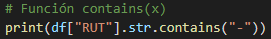 # Función contains(x)
print(df["RUT"].str.contains("-"))